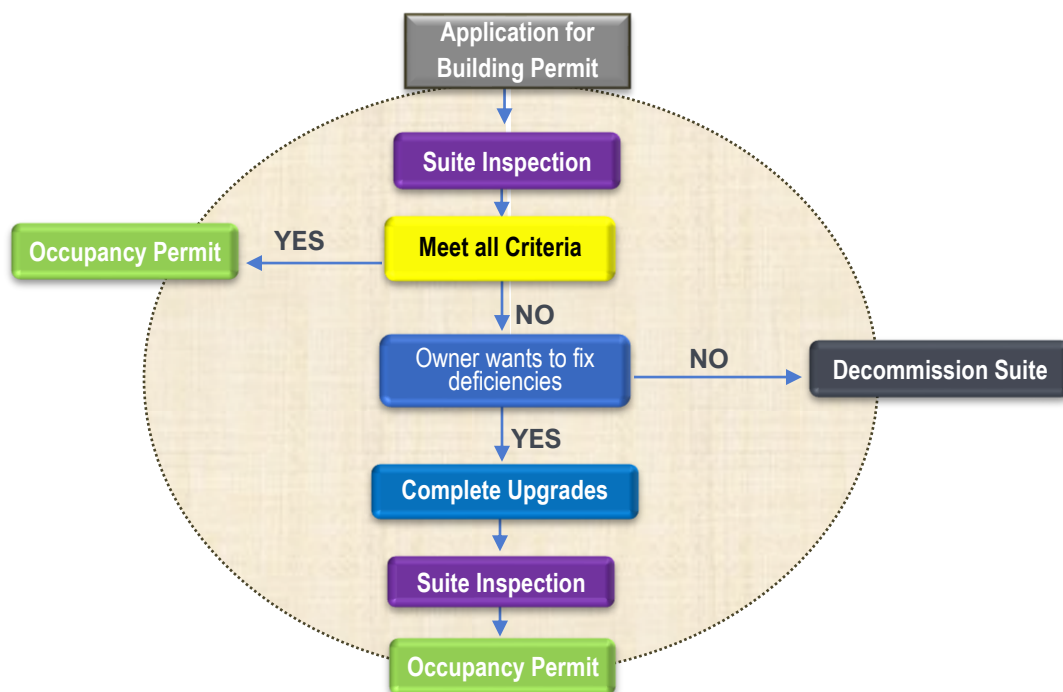 Application for
Building Permit
Suite Inspection
Occupancy Permit
YES
Meet all Criteria
NO
Owner wants to fix
deficiencies
NO
Decommission Suite
YES
Complete Upgrades
Suite Inspection
Occupancy Permit